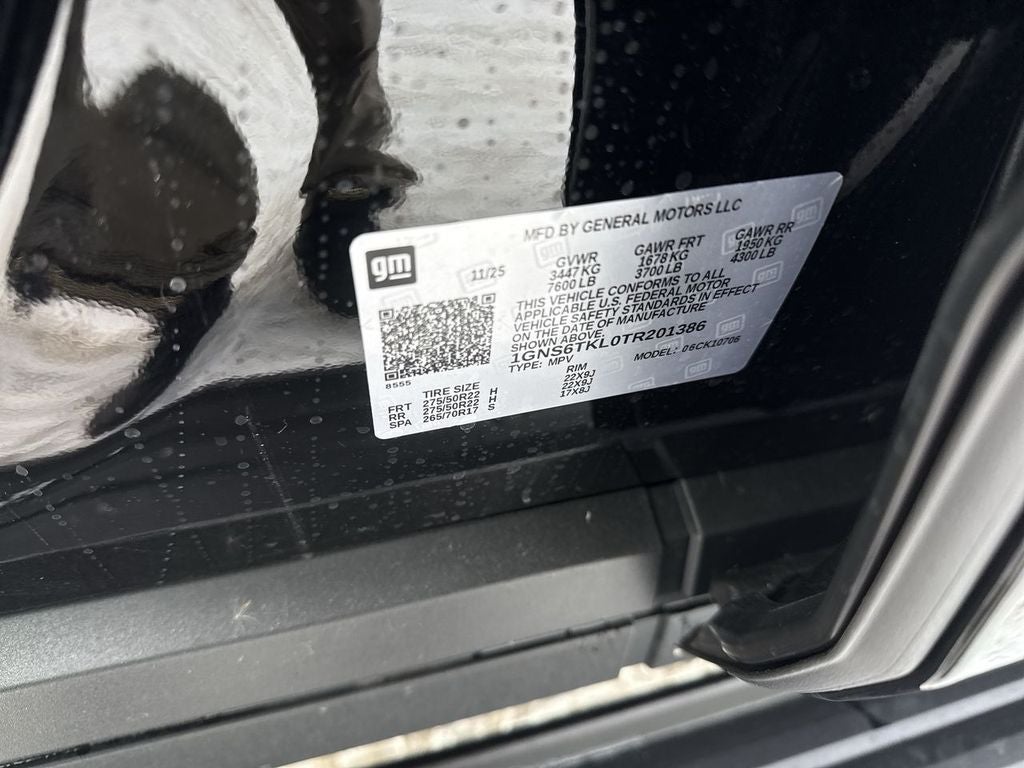 MFD BY GENERAL MOTORS LLC
gm
11/25
GVWR GAWR FRT GAWR RR
3447 KG 1678 KG 1950 KG
7600 LB 3700 LB 4300 LB
THIS VEHICLE CONFORMS TO ALL
APPLICABLE U.S. FEDERAL MOTOR
VEHICLE SAFETY STANDARDS IN EFFECT
ON THE DATE OF MANUFACTURE
SHOWN ABOVE.
1GNS6TKL0TR201386
TYPE: MPV MODEL: 06CK10706
8555
TIRE SIZE RIM
FRT 275/50R22 H 22X9J
RR 275/50R22 H 22X9J
SPA 265/70R17 S 17X8J